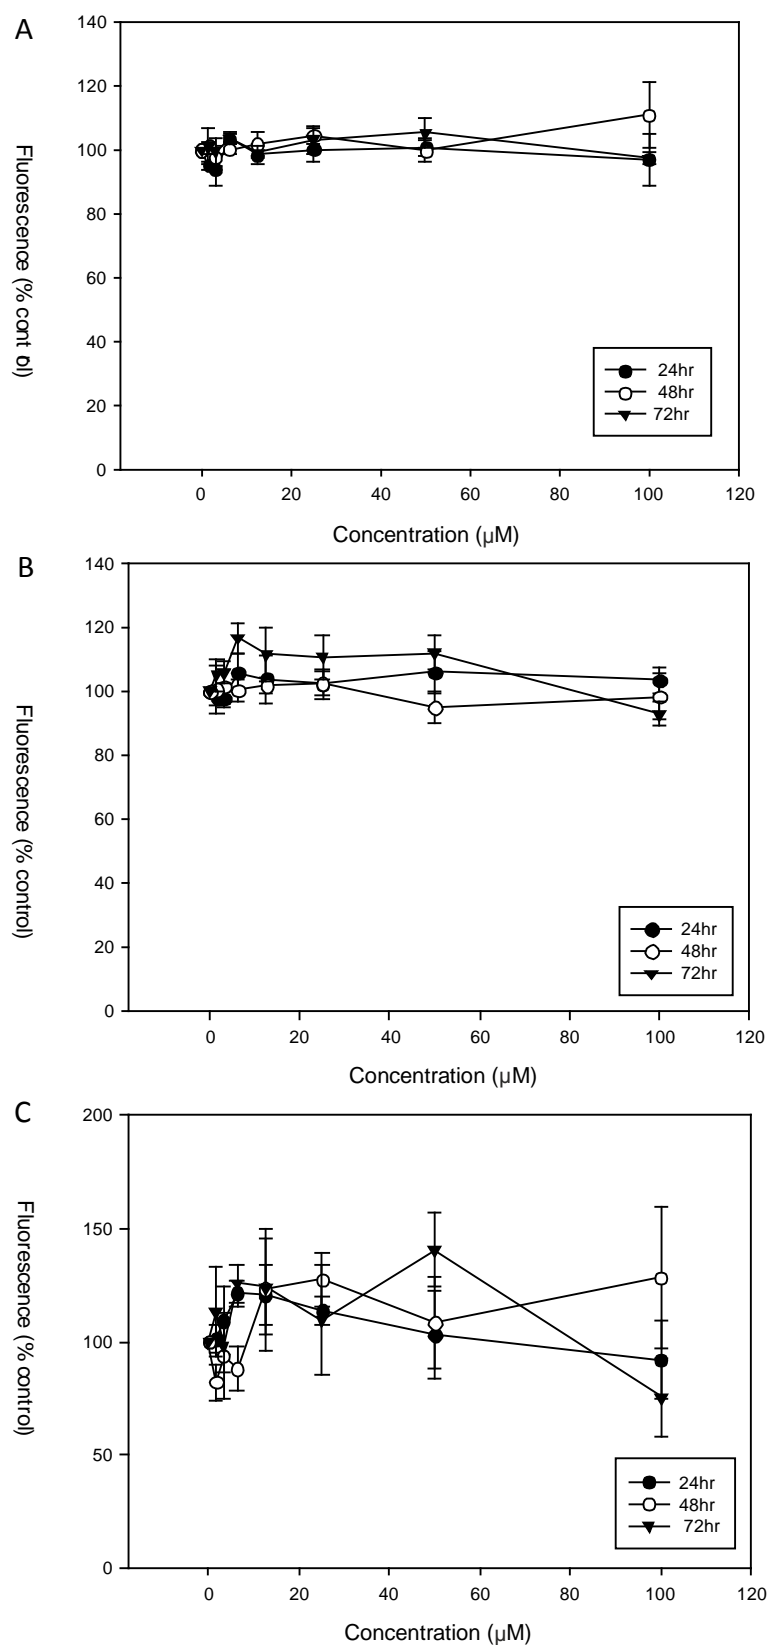 A
140
120
100
80
60
40
20
0
Fluorescence (% cont ol)
24hr
48hr
72hr
0 20 40 60 80 100 120
Concentration (µM)
B
140
120
100
80
60
40
20
0
Fluorescence (% control)
24hr
48hr
72hr
0 20 40 60 80 100 120
Concentration (µM)
C
200
150
100
50
0
Fluorescence (% control)
24hr
48hr
72hr
0 20 40 60 80 100 120
Concentration (µM)